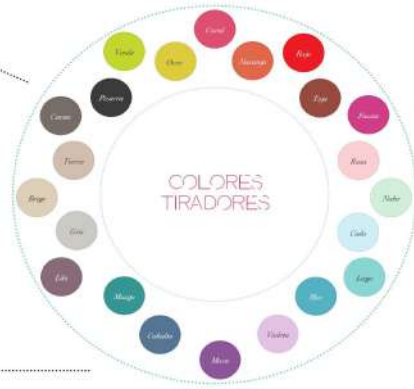 Coral
Verde
Ocre
Naranja
Rojo
Pizarra
Teja
Fucsia
Tierra
Rosa
COLORES
TIRADORES
Beige
Gris
Cielo
Lila
Lago
Musgo
Mar
Cobalto
Violeta
Mora